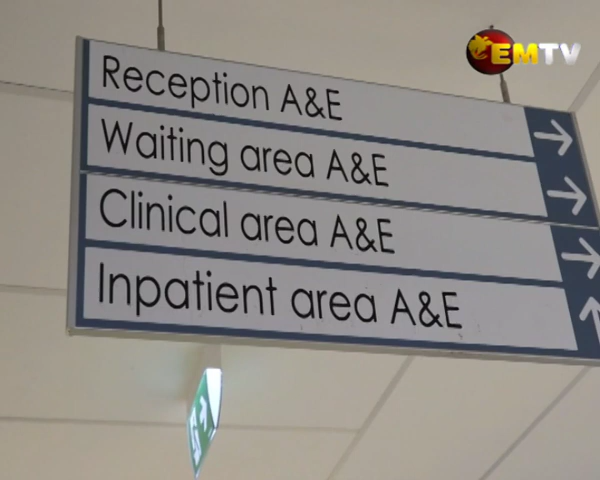 EMTV
Reception A&E
Waiting area A&E
Clinical area A&E
Inpatient area A&E